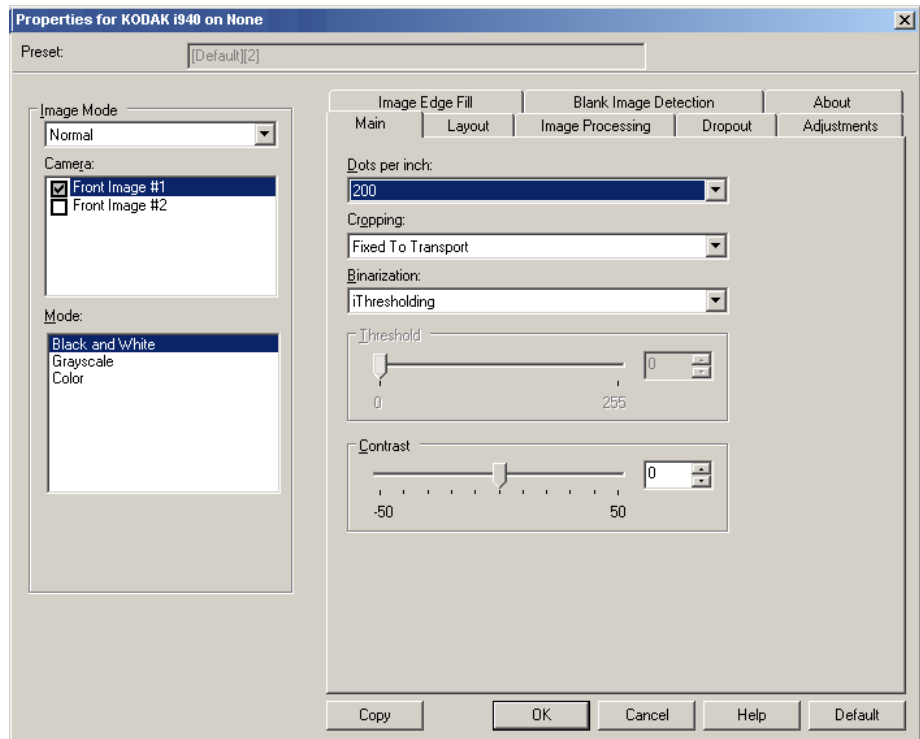 Properties for KODAK i940 on None
Preset:
[Default][2]
Image Mode
Normal
Camera:
Front Image #1
Front Image #2
Mode:
Black and White
Grayscale
Color
Image Edge Fill
Blank Image Detection
About
Main
Layout
Image Processing
Dropout
Adjustments
Dots per inch:
200
Cropping:
Fixed To Transport
Binarization:
iThresholding
Threshold
0
0
255
Contrast
0
-50
50
Copy
OK
Cancel
Help
Default